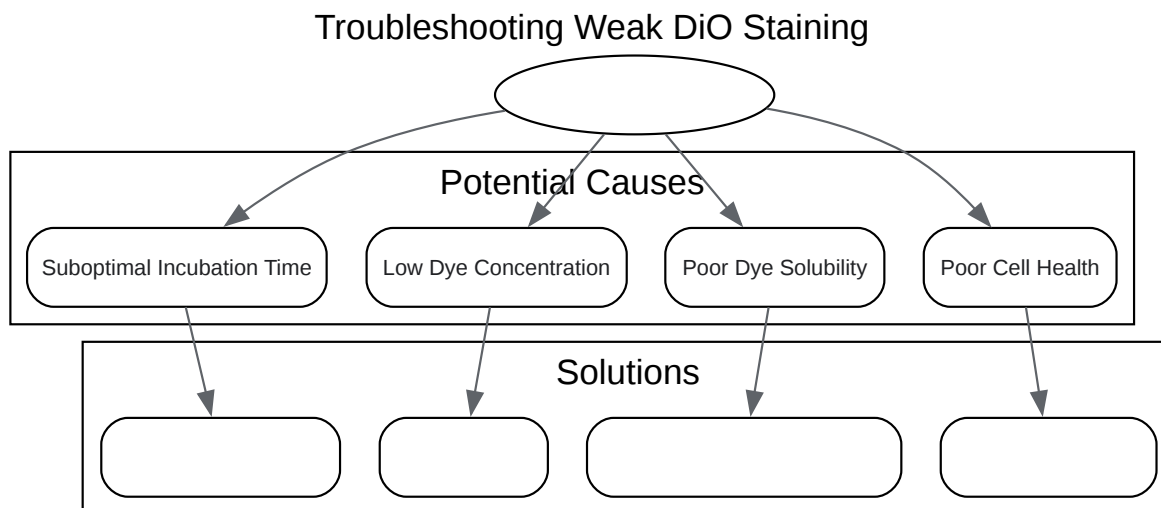 Troubleshooting Weak DiO Staining
Potential Causes
Suboptimal Incubation Time
Low Dye Concentration
Poor Dye Solubility
Poor Cell Health
Solutions